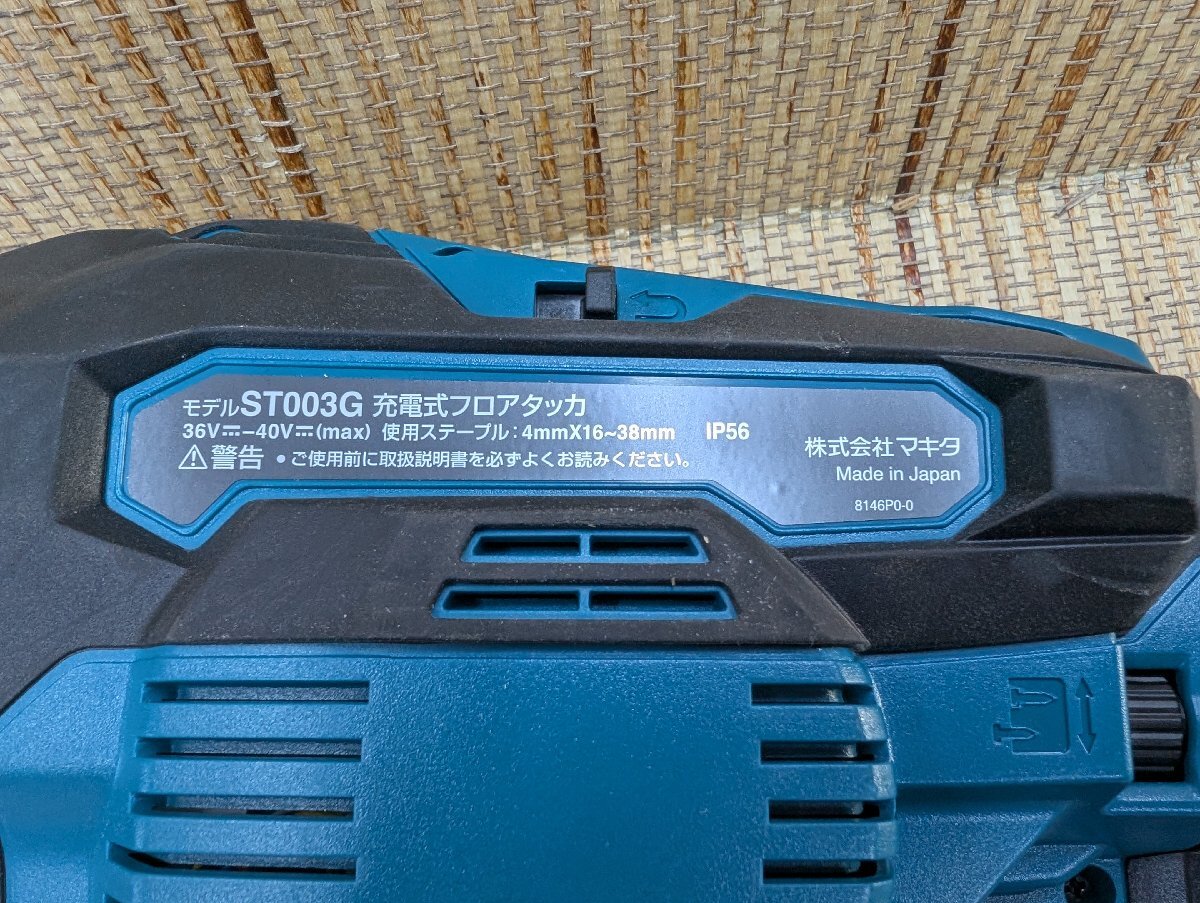 モデルST003G 充電式フロアタッカ
36V⎓-40V⎓(max) 使用ステープル:4mmX16~38mm IP56
⚠警告 ●ご使用前に取扱説明書を必ずよくお読みください。
株式会社マキタ
Made in Japan
8146P0-0